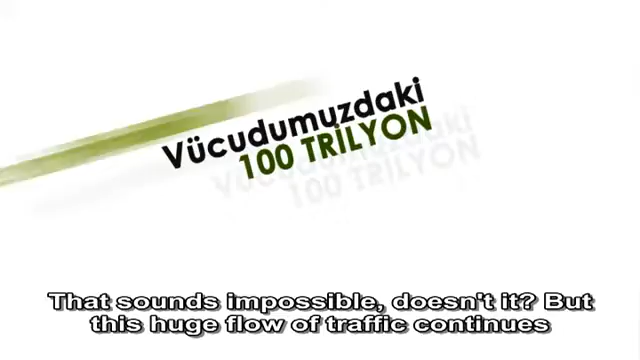 Vücudumuzdaki
100 TRİLYON
That sounds impossible, doesn't it? But
this huge flow of traffic continues